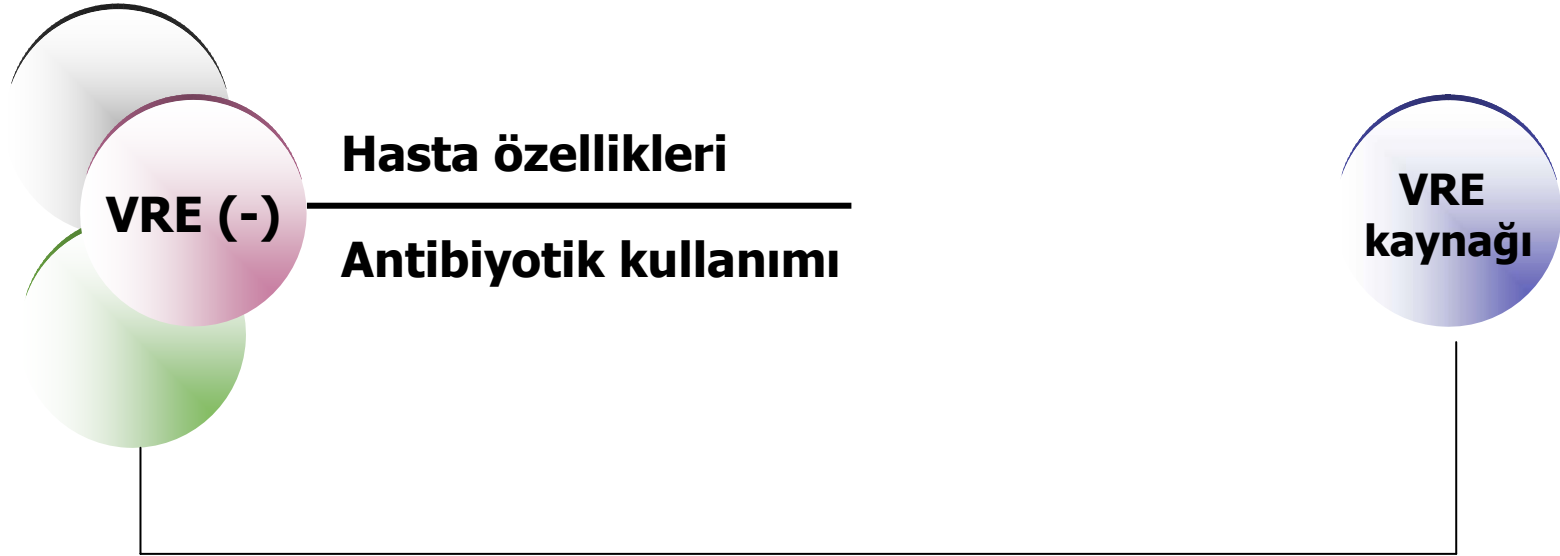 VRE (-)
Hasta özellikleri
Antibiyotik kullanımı
VRE
kaynağı